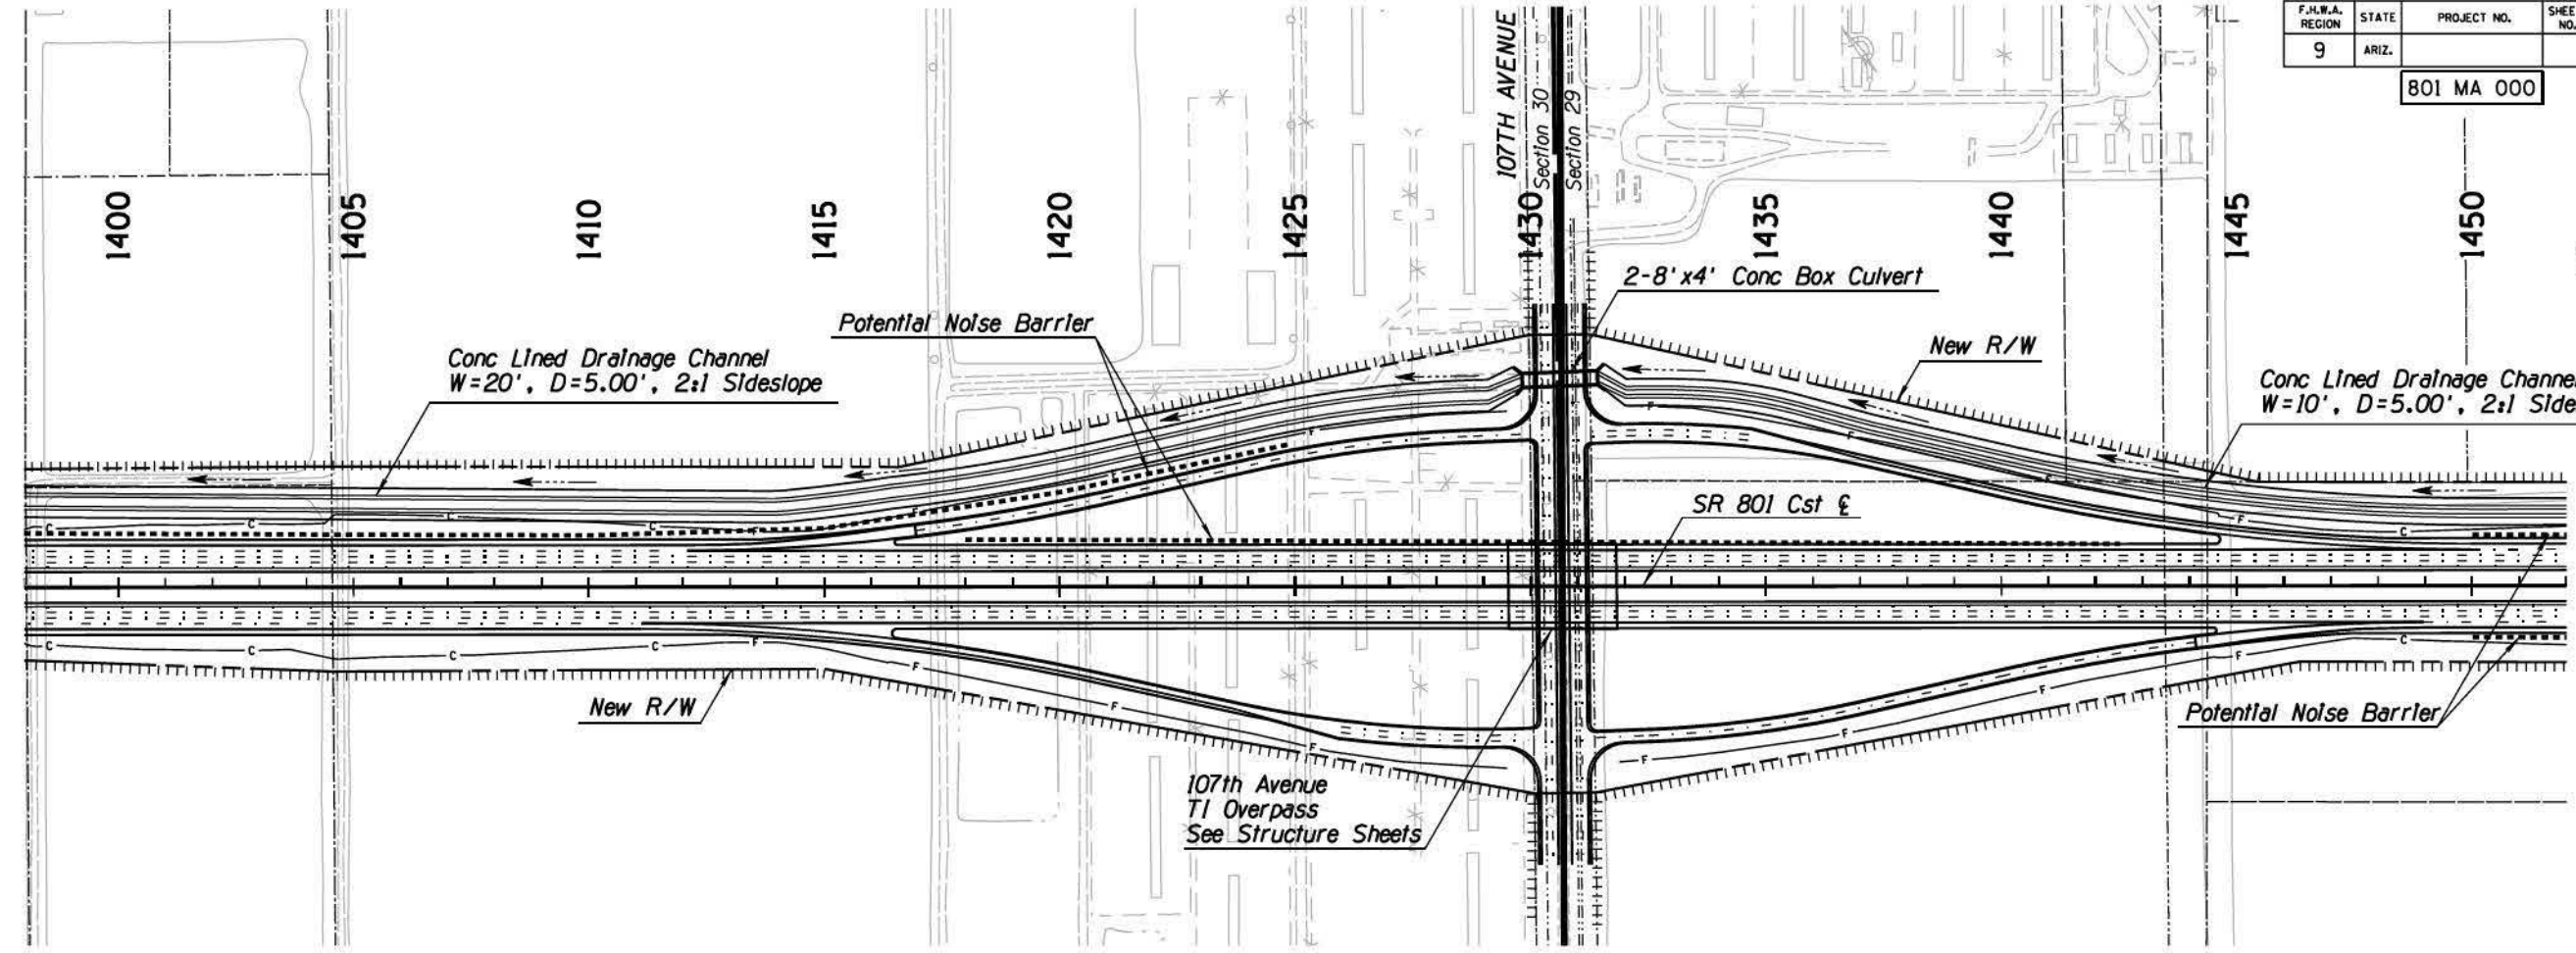 F.H.W.A. REGION
STATE
PROJECT NO.
9
ARIZ.
801 MA 000
107TH AVENUE
Section 30
Section 29
1400
1405
1410
1415
1420
1425
1430
1435
1440
1445
1450
2-8'x4' Conc Box Culvert
Potential Noise Barrier
New R/W
Conc Lined Drainage Channel
W=20', D=5.00', 2:1 Sideslope
Conc Lined Drainage Channel
W=10', D=5.00', 2:1 Side
SR 801 Cst ℄
New R/W
Potential Noise Barrier
107th Avenue
TI Overpass
See Structure Sheets